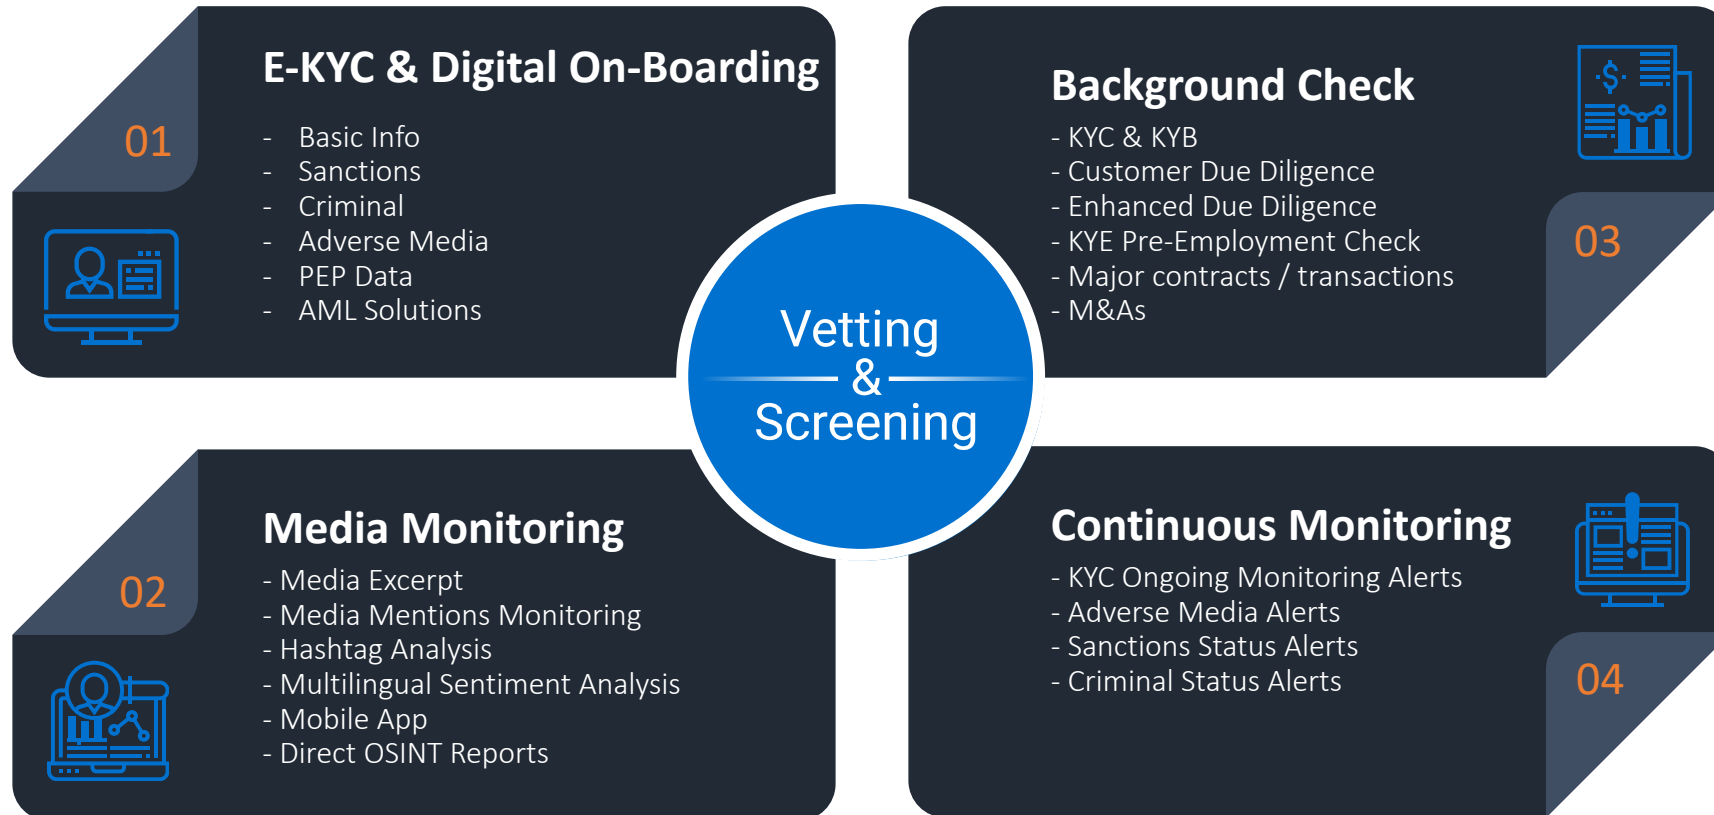 01
E-KYC & Digital On-Boarding
- Basic Info
- Sanctions
- Criminal
- Adverse Media
- PEP Data
- AML Solutions
02
Media Monitoring
- Media Excerpt
- Media Mentions Monitoring
- Hashtag Analysis
- Multilingual Sentiment Analysis
- Mobile App
- Direct OSINT Reports
Vetting
&
Screening
03
Background Check
- KYC & KYB
- Customer Due Diligence
- Enhanced Due Diligence
- KYE Pre-Employment Check
- Major contracts / transactions
- M&As
$
04
Continuous Monitoring
- KYC Ongoing Monitoring Alerts
- Adverse Media Alerts
- Sanctions Status Alerts
- Criminal Status Alerts